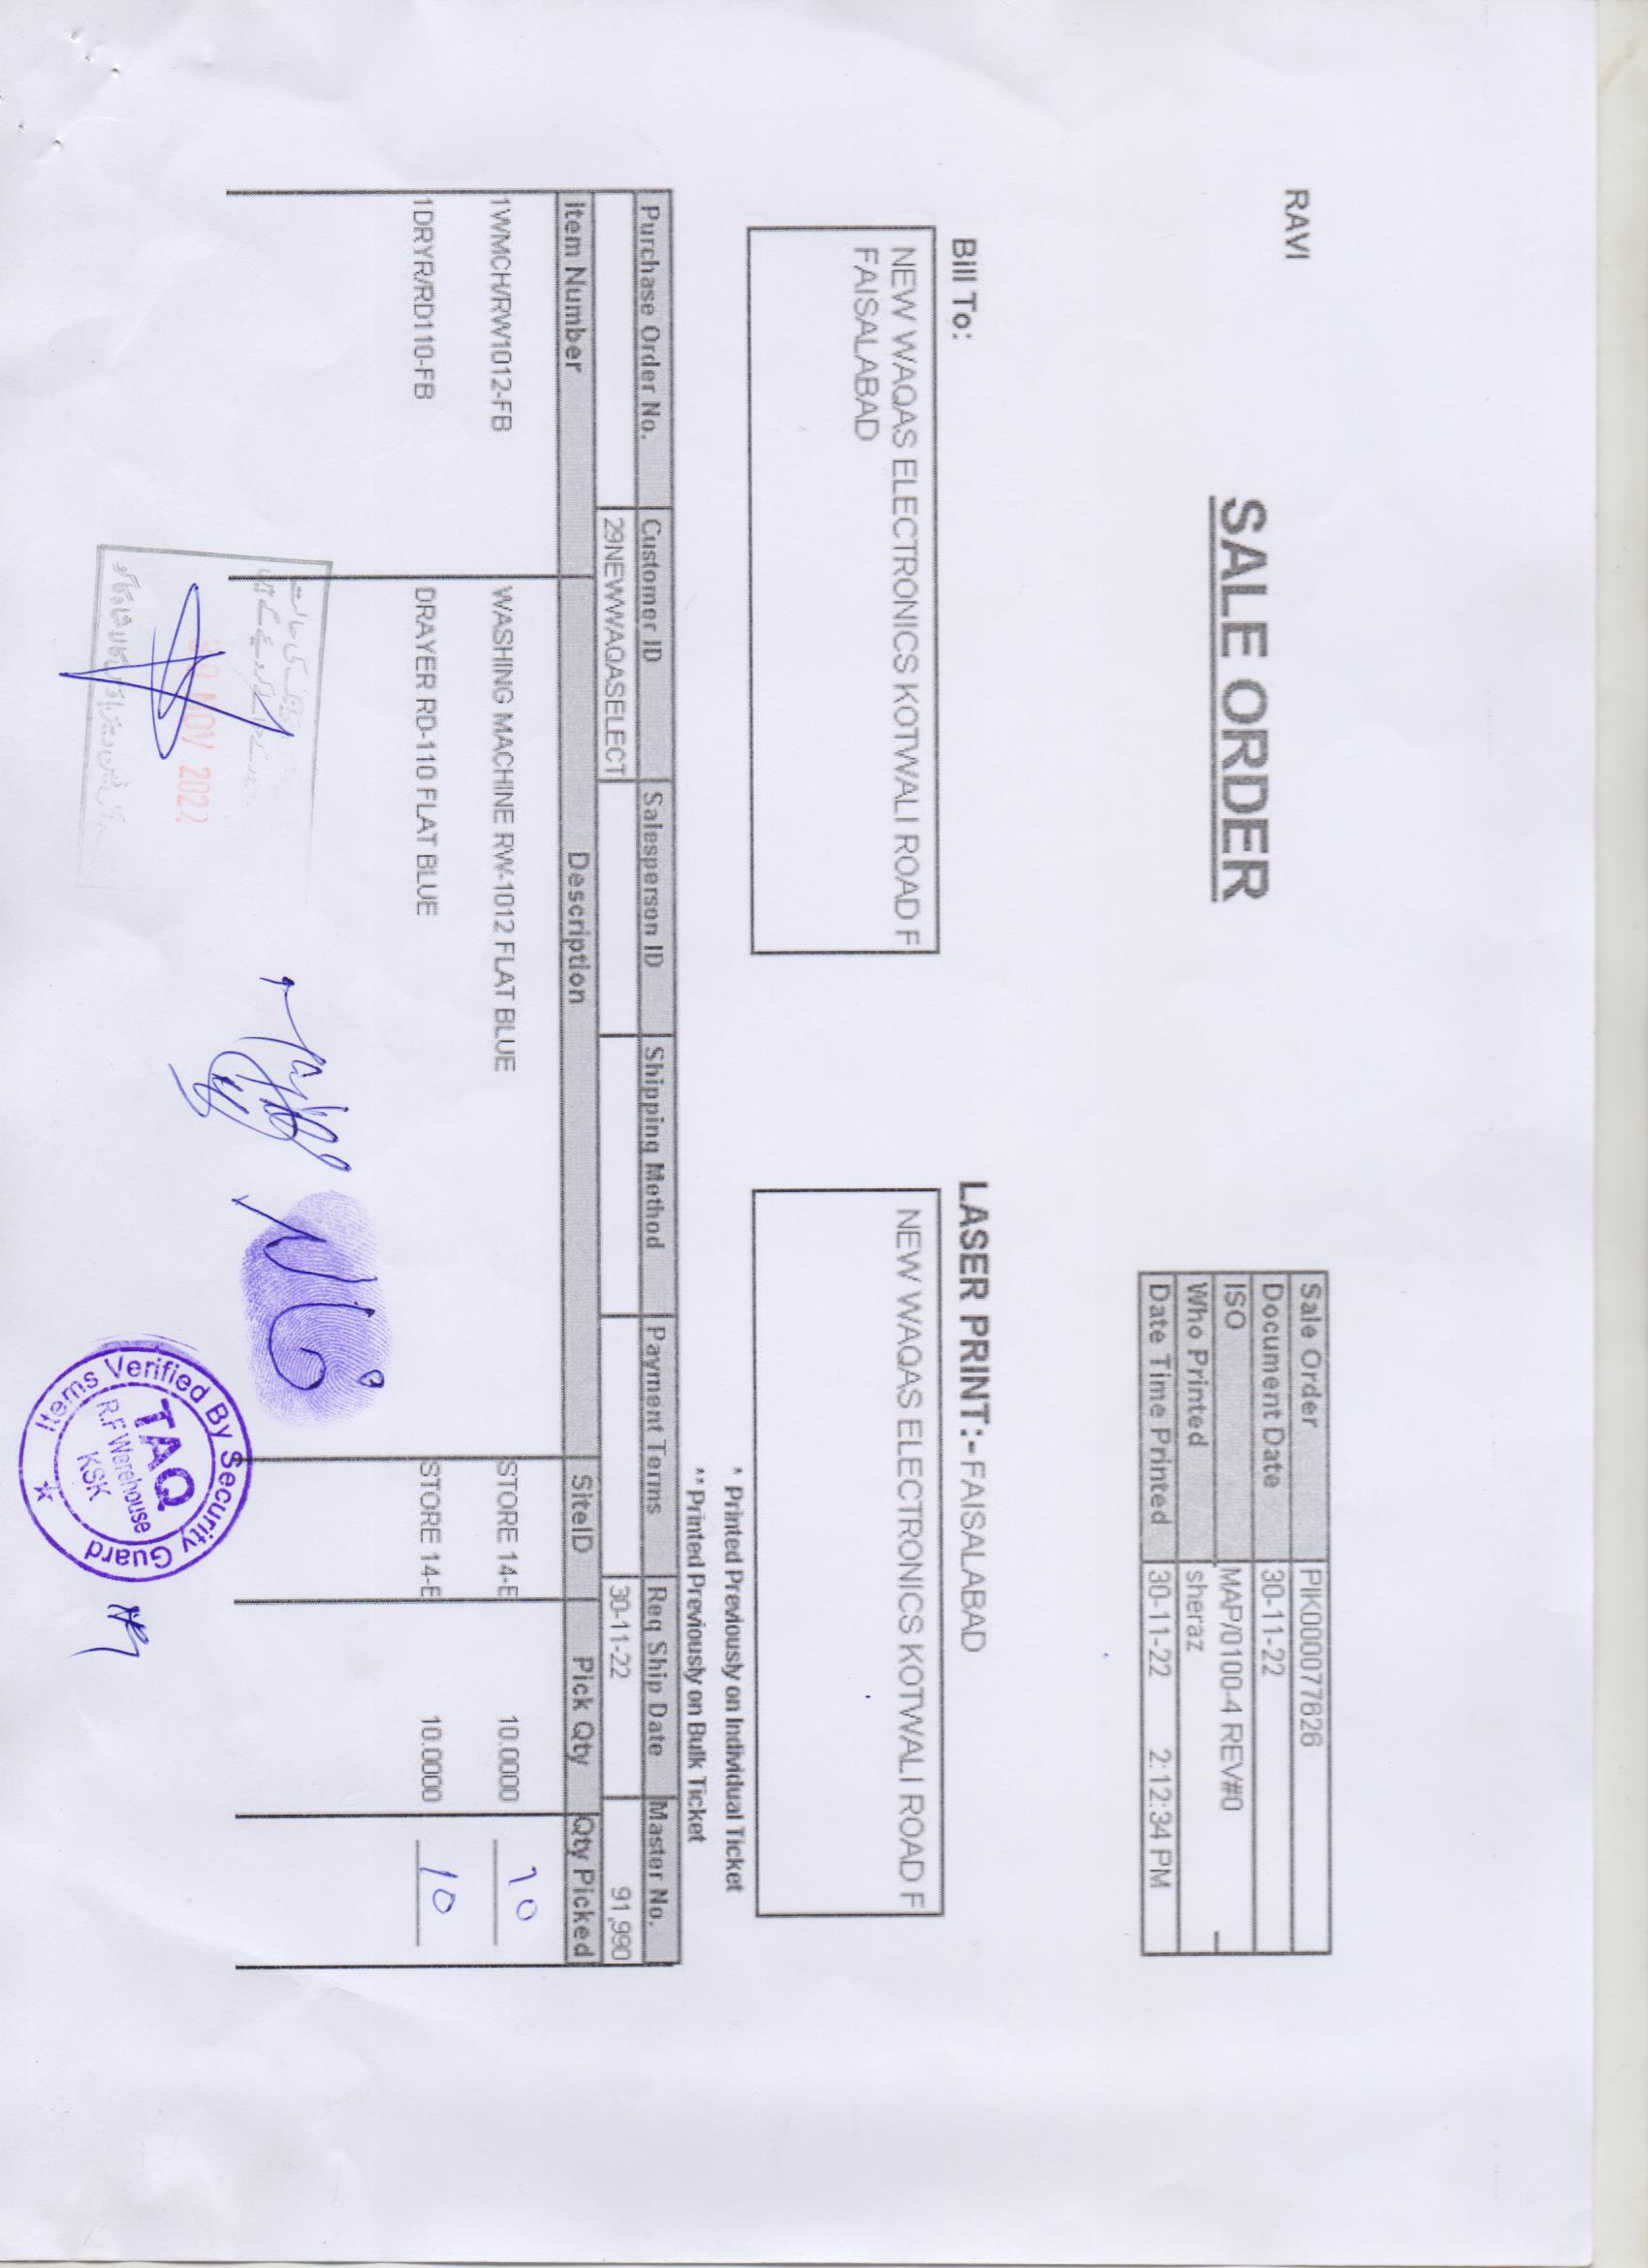 RAVI
SALE ORDER
Sale Order PIK000077626
Document Date 30-11-22
ISO MAP/0100-4 REV#0
Who Printed sheraz
Date Time Printed 30-11-22 2:12:34 PM
Bill To:
NEW WAQAS ELECTRONICS KOTWALI ROAD F
FAISALABAD
LASER PRINT:- FAISALABAD
NEW WAQAS ELECTRONICS KOTWALI ROAD F
* Printed Previously on Individual Ticket
** Printed Previously on Bulk Ticket
Purchase Order No. Customer ID Salesperson ID Shipping Method Payment Terms Req Ship Date Master No.
29NEWWAQASELECT 30-11-22 91,990
Item Number Description SiteID Pick Qty Qty Picked
1WMCH/RW1012-FB WASHING MACHINE RW-1012 FLAT BLUE STORE 14-E 10.0000 10
1DRYR/RD110-FB DRAYER RD-110 FLAT BLUE STORE 14-E 10.0000 10
کی حالت
30 NOV 2022
Items Verified By Security Guard
TAQ
R.F Warehouse
KSK